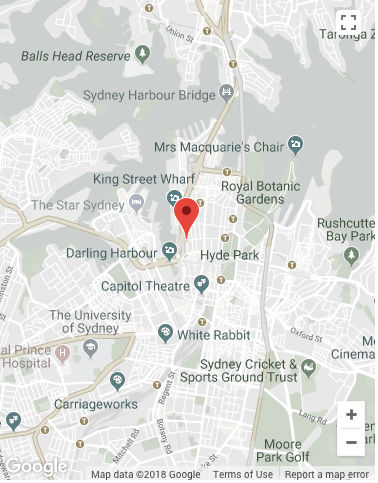 Union St
Taronga Z
Balls Head Reserve
Sydney Harbour Bridge
Mrs Macquarie's Chair
King Street Wharf
Royal Botanic
Gardens
The Star Sydney
Rushcutte
Bay Park
Darling Harbour
Hyde Park
Capitol Theatre
The University
of Sydney
Oxford St
White Rabbit
al Prince
Hospital
Mo
Cinema
Sydney Cricket &
Sports Ground Trust
Carriageworks
Regent St
Lang Rd
Mitchell Rd
Botany Rd
Moore
Park Golf
Google
Map data ©2018 Google
Terms of Use
Report a map error